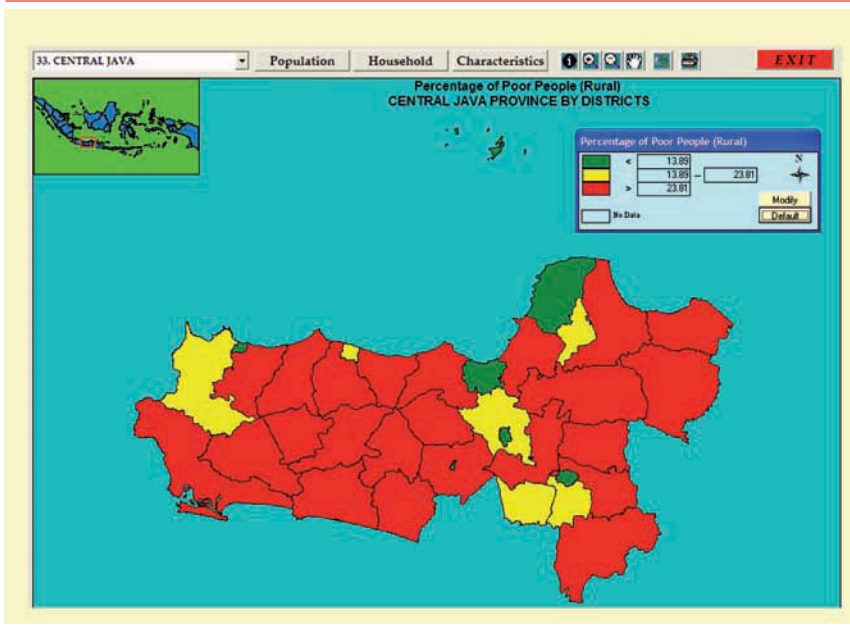 33. CENTRAL JAVA Population Household Characteristics EXIT
Percentage of Poor People (Rural)
CENTRAL JAVA PROVINCE BY DISTRICTS
Percentage of Poor People (Rural)
< 13.89
13.89 – 23.81
> 23.81
N
No Data
Modify
Default